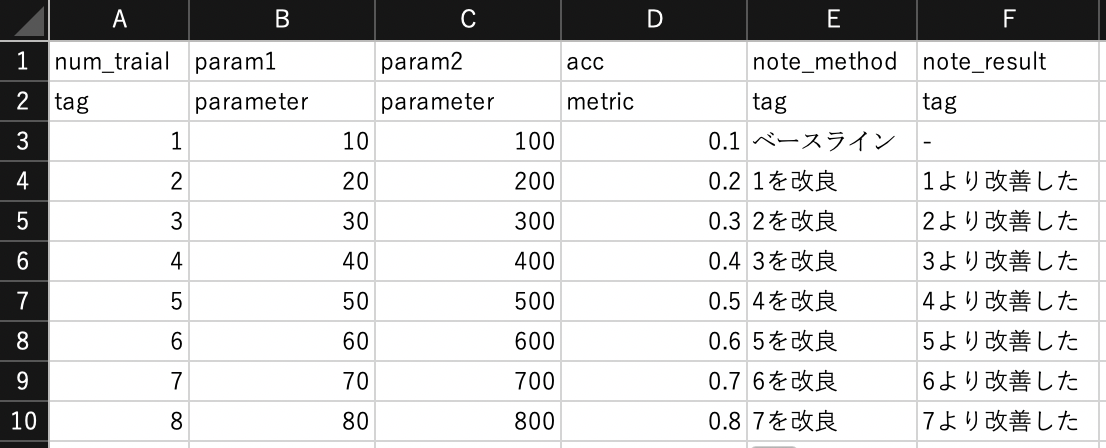 A B C D E F
1 num_traial param1 param2 acc note_method note_result
2 tag parameter parameter metric tag tag
3 1 10 100 0.1 ベースライン -
4 2 20 200 0.2 1を改良 1より改善した
5 3 30 300 0.3 2を改良 2より改善した
6 4 40 400 0.4 3を改良 3より改善した
7 5 50 500 0.5 4を改良 4より改善した
8 6 60 600 0.6 5を改良 5より改善した
9 7 70 700 0.7 6を改良 6より改善した
10 8 80 800 0.8 7を改良 7より改善した